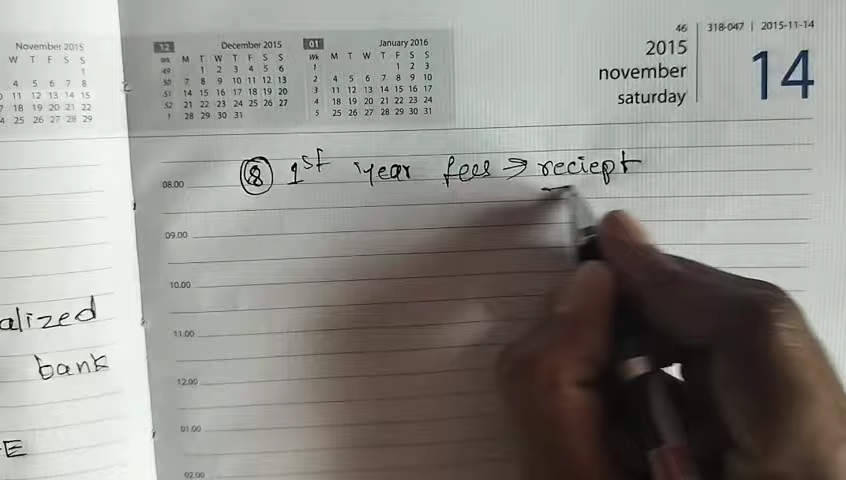 46 318-047 | 2015-11-14
2015
november
saturday
14
November 2015
W T F S S
1
4 5 6 7 8
11 12 13 14 15
18 19 20 21 22
25 26 27 28 29
12 December 2015
Wk M T W T F S S
49 1 2 3 4 5 6
50 7 8 9 10 11 12 13
51 14 15 16 17 18 19 20
52 21 22 23 24 25 26 27
1 28 29 30 31
01 January 2016
Wk M T W T F S S
1 1 2 3
2 4 5 6 7 8 9 10
3 11 12 13 14 15 16 17
4 18 19 20 21 22 23 24
5 25 26 27 28 29 30 31
⑧ 1st year fees → reciept
08.00
09.00
10.00
11.00
12.00
01.00
02.00
alized
bank
E